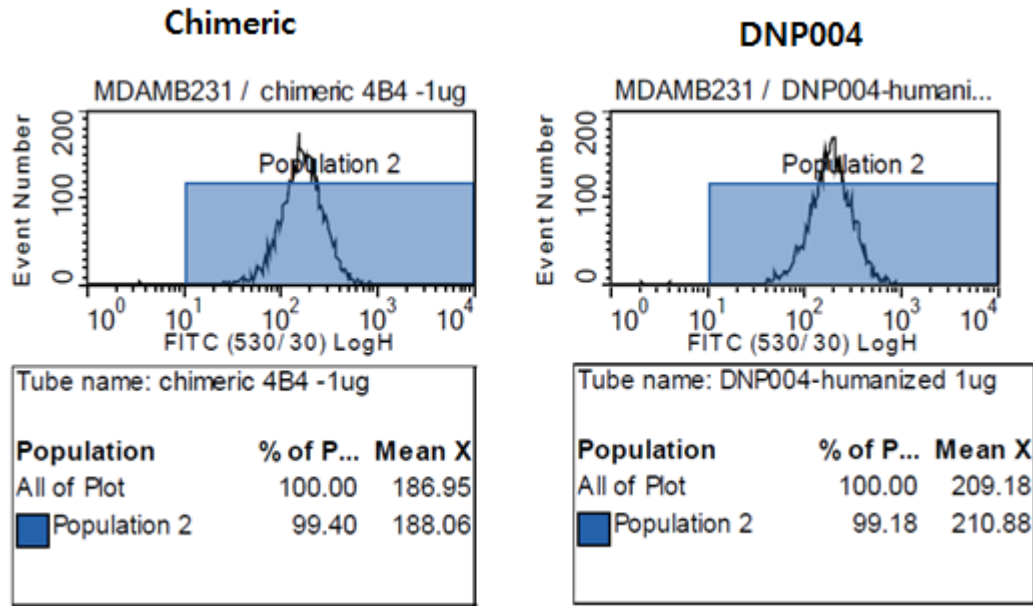 Chimeric
MDAMB231 / chimeric 4B4 -1ug
Event Number
200
100
0
Population 2
10^0 10^1 10^2 10^3 10^4
FITC (530/30) LogH
Tube name: chimeric 4B4 -1ug
Population % of P... Mean X
All of Plot 100.00 186.95
Population 2 99.40 188.06
DNP004
MDAMB231 / DNP004-humani...
Event Number
200
100
0
Population 2
10^0 10^1 10^2 10^3 10^4
FITC (530/30) LogH
Tube name: DNP004-humanized 1ug
Population % of P... Mean X
All of Plot 100.00 209.18
Population 2 99.18 210.88